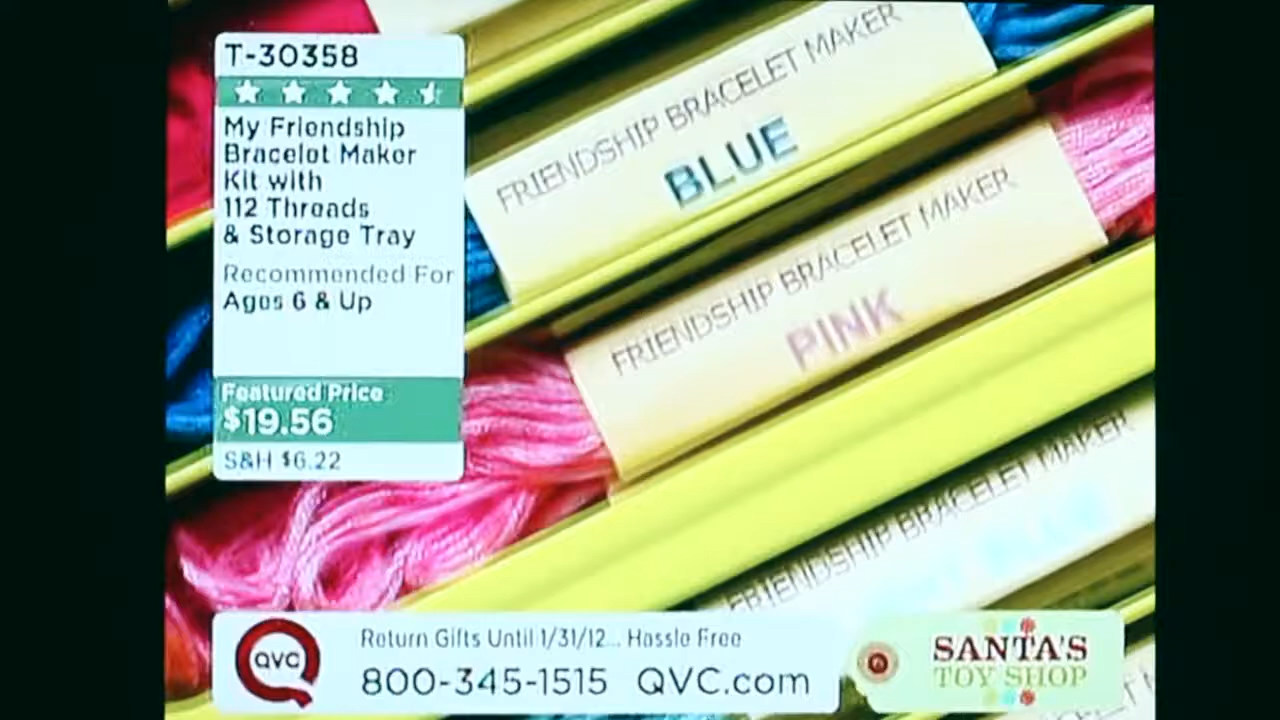 T-30358
My Friendship
Bracelet Maker
Kit with
112 Threads
& Storage Tray
Recommended For
Ages 6 & Up
Featured Price
$19.56
S&H $6.22
FRIENDSHIP BRACELET MAKER
BLUE
FRIENDSHIP BRACELET MAKER
PINK
FRIENDSHIP BRACELET MAKER
BLUE
QVC
Return Gifts Until 1/31/12... Hassle Free
800-345-1515 QVC.com
SANTA'S
TOY SHOP